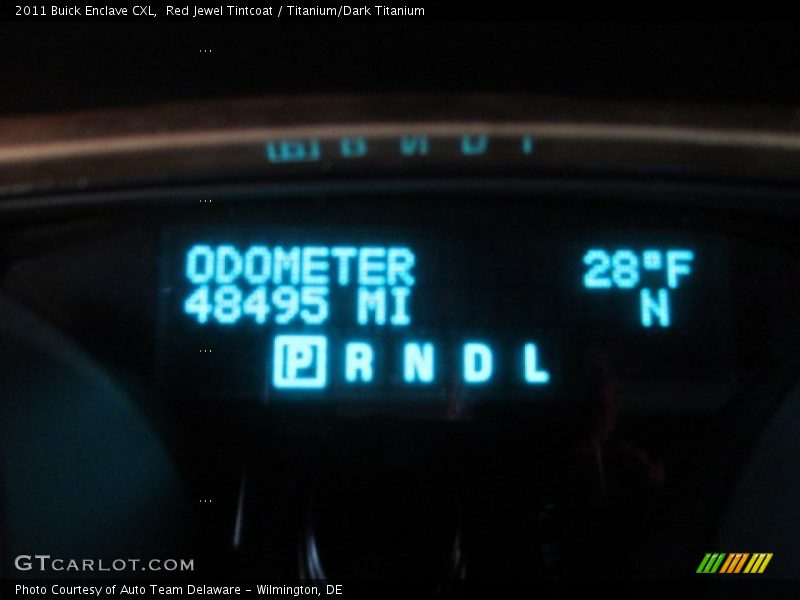 2011 Buick Enclave CXL, Red Jewel Tintcoat / Titanium/Dark Titanium
ODOMETER 28°F
48495 MI N
P R N D L
GTCARLOT.COM
Photo Courtesy of Auto Team Delaware - Wilmington, DE